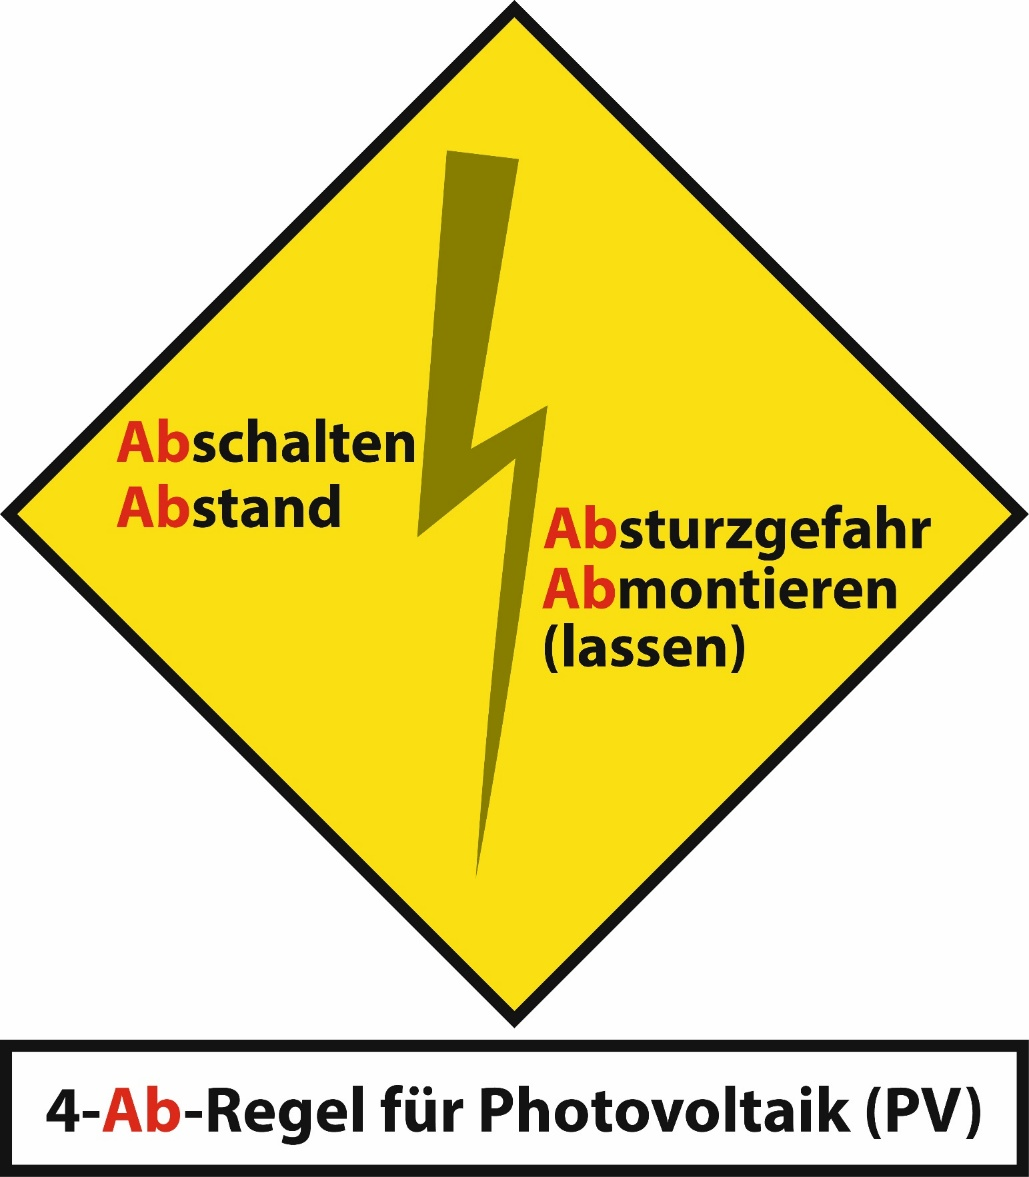 Abschalten
Abstand
Absturzgefahr
Abmontieren
(lassen)
4-Ab-Regel für Photovoltaik (PV)